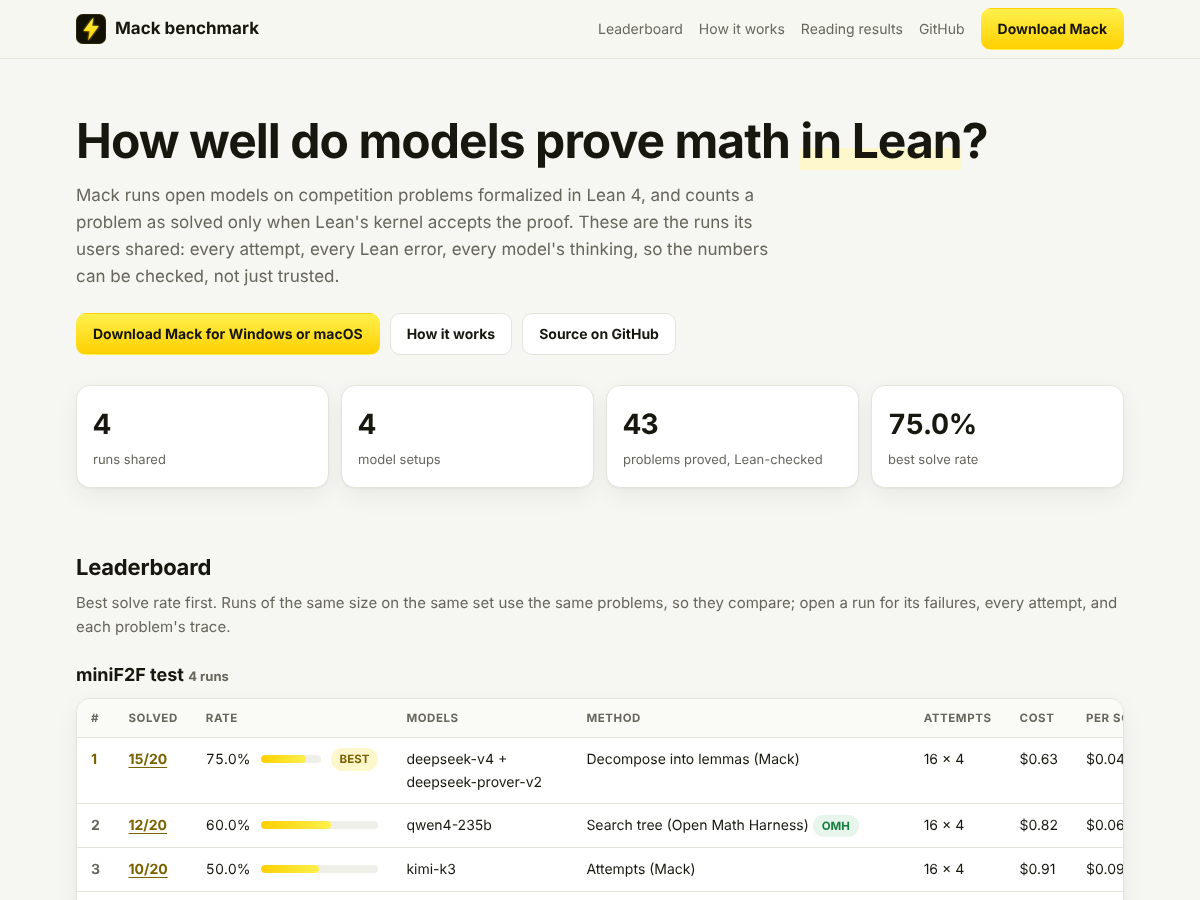 Mack benchmark
Leaderboard How it works Reading results GitHub Download Mack
How well do models prove math in Lean?
Mack runs open models on competition problems formalized in Lean 4, and counts a
problem as solved only when Lean's kernel accepts the proof. These are the runs its
users shared: every attempt, every Lean error, every model's thinking, so the numbers
can be checked, not just trusted.
Download Mack for Windows or macOS How it works Source on GitHub
4
runs shared
4
model setups
43
problems proved, Lean-checked
75.0%
best solve rate
Leaderboard
Best solve rate first. Runs of the same size on the same set use the same problems, so they compare; open a run for its failures, every attempt, and
each problem's trace.
miniF2F test 4 runs
# SOLVED RATE MODELS METHOD ATTEMPTS COST PER
1 15/20 75.0% BEST deepseek-v4 + Decompose into lemmas (Mack) 16 × 4 $0.63 $0.04
deepseek-prover-v2
2 12/20 60.0% qwen4-235b Search tree (Open Math Harness) OMH 16 × 4 $0.82 $0.06
3 10/20 50.0% kimi-k3 Attempts (Mack) 16 × 4 $0.91 $0.09